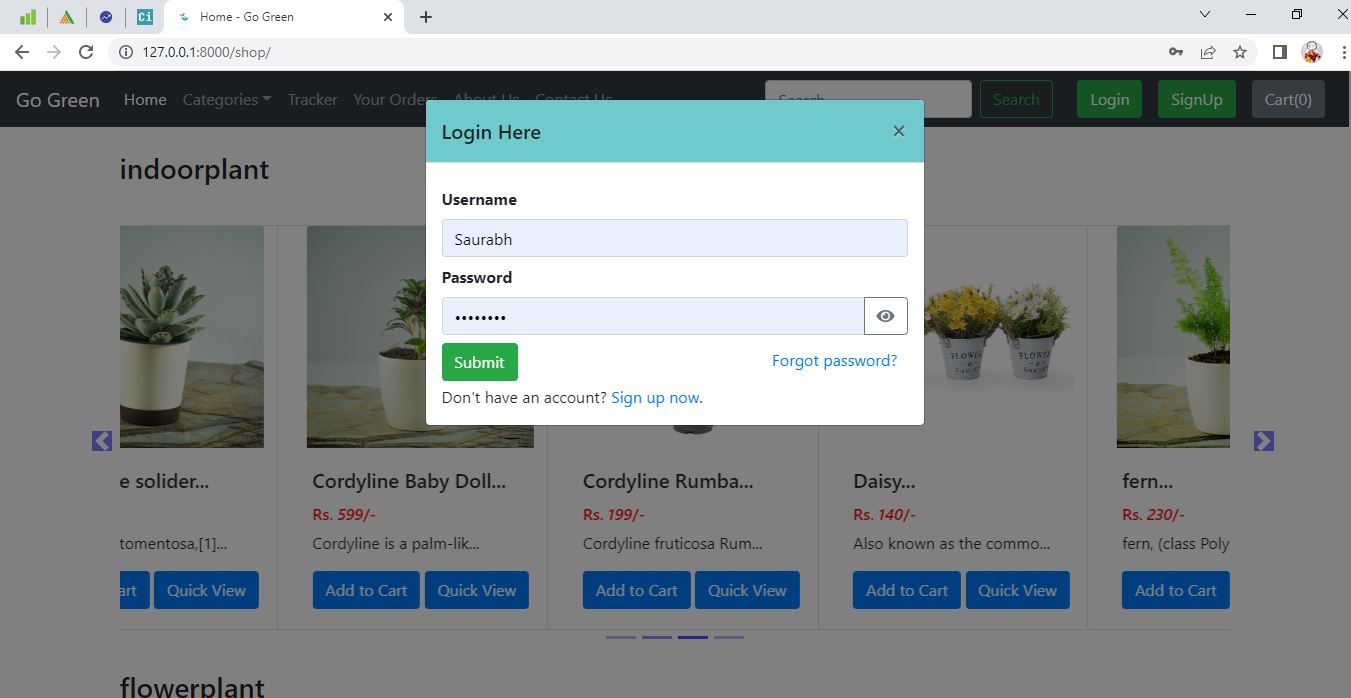 Ci
Home - Go Green
127.0.0.1:8000/shop/
Go Green Home Categories Tracker Your Orders About Us Contact Us Search Search Login SignUp Cart(0)
Login Here
×
indoorplant
Username
Saurabh
Password
••••••••
Submit
Forgot password?
Don't have an account? Sign up now.
FLOWER
&
GARDEN
FLOWER
&
GARDEN
e solider...
tomentosa,[1]...
art Quick View
Cordyline Baby Doll...
Rs. 599/-
Cordyline is a palm-lik...
Add to Cart Quick View
Cordyline Rumba...
Rs. 199/-
Cordyline fruticosa Rum...
Add to Cart Quick View
Daisy...
Rs. 140/-
Also known as the commo...
Add to Cart Quick View
fern...
Rs. 230/-
fern, (class Poly
Add to Cart
flowerplant